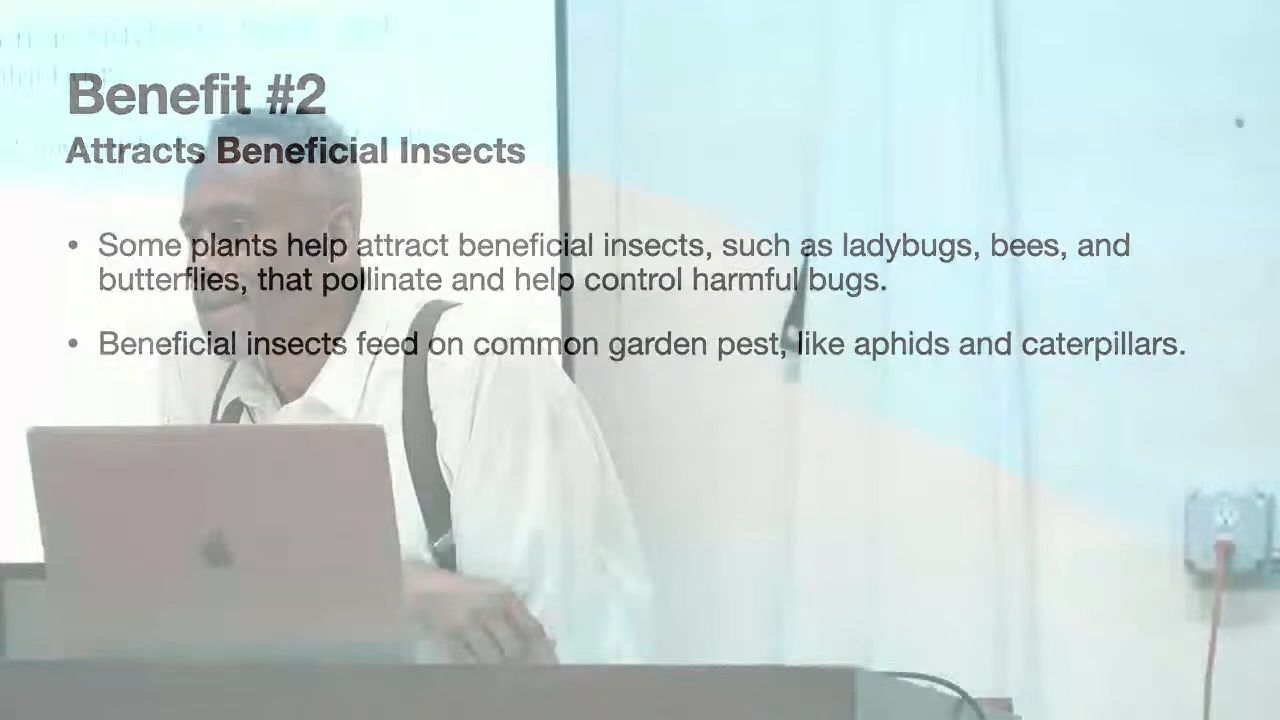 Benefit #2
Attracts Beneficial Insects
• Some plants help attract beneficial insects, such as ladybugs, bees, and
butterflies, that pollinate and help control harmful bugs.
• Beneficial insects feed on common garden pest, like aphids and caterpillars.